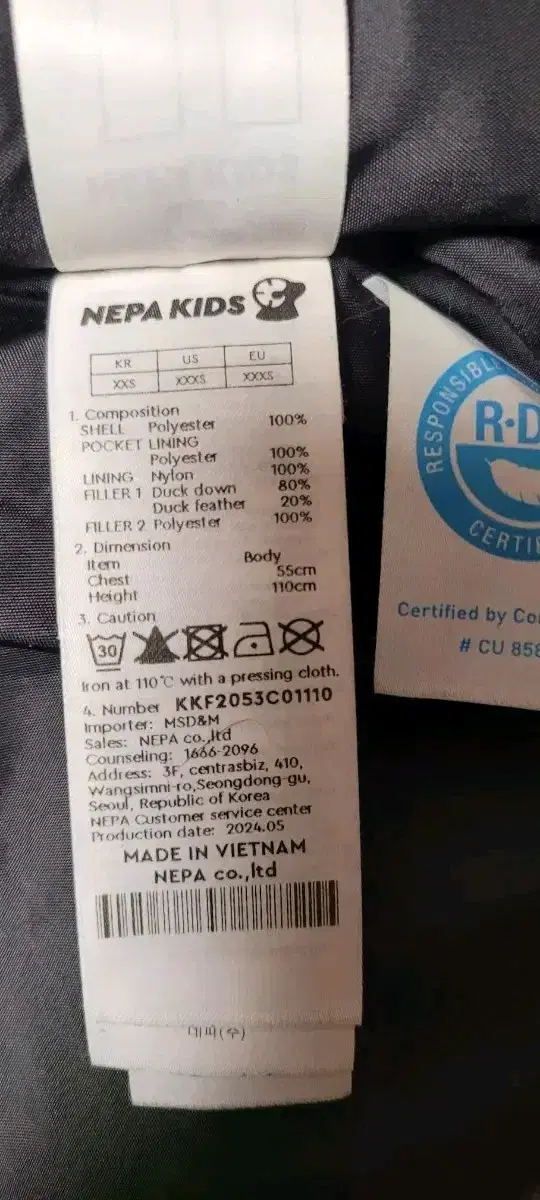 NEPA KIDS
KR US EU
XXS XXXS XXXS
1. Composition
SHELL Polyester 100%
POCKET LINING
Polyester 100%
LINING Nylon 100%
FILLER 1 Duck down 80%
Duck feather 20%
FILLER 2 Polyester 100%
2. Dimension
Item Body
Chest 55cm
Height 110cm
3. Caution
30
Iron at 110℃ with a pressing cloth.
4. Number KKF2053C01110
Importer: MSD&M
Sales: NEPA co.,ltd
Counseling: 1666-2096
Address: 3F, centrasbiz, 410,
Wangsimni-ro,Seongdong-gu,
Seoul, Republic of Korea
NEPA Customer service center
Production date: 2024.05
MADE IN VIETNAM
NEPA co.,ltd
네파(주)
RESPONSIBLE
R·D
CERTI
Certified by Co
# CU 858